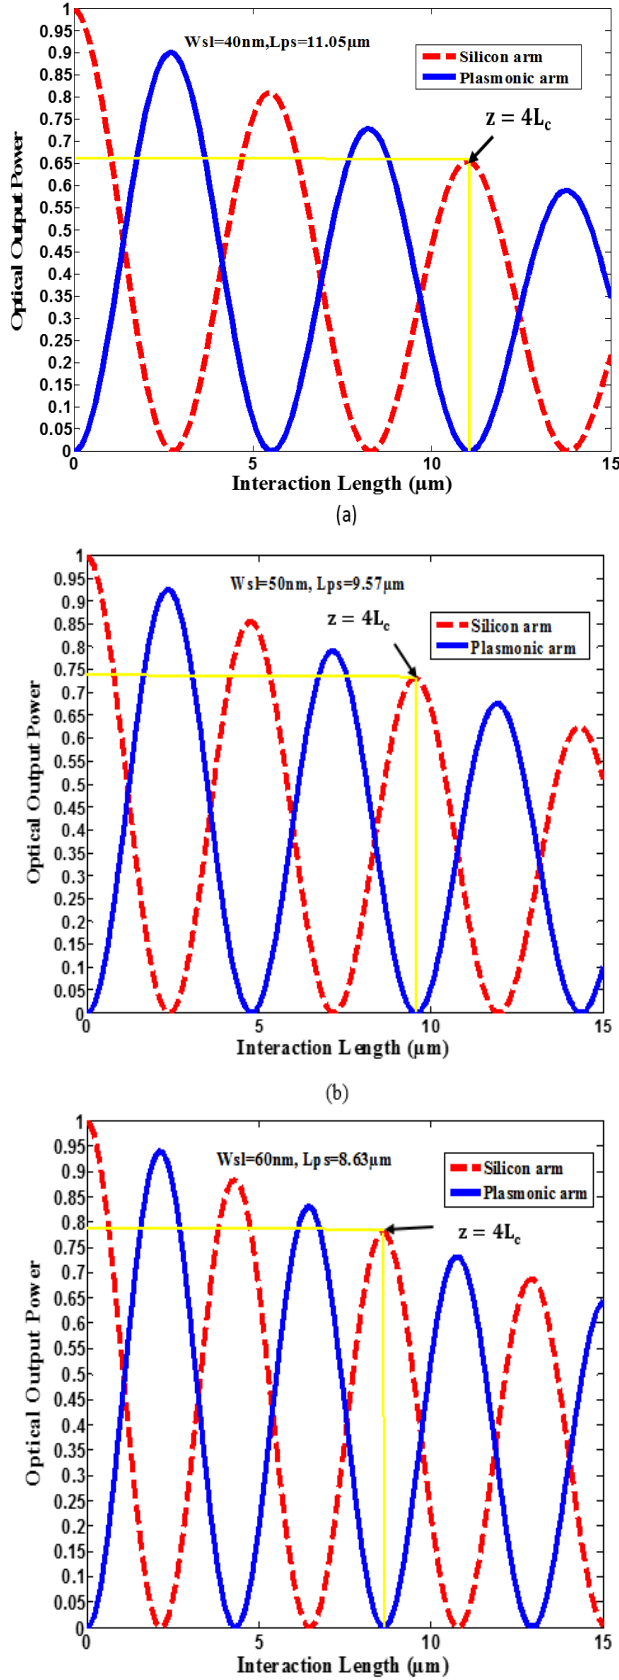 Wsl=40nm,Lps=11.05µm
Silicon arm
Plasmonic arm
z = 4Lc
Optical Output Power
1
0.95
0.9
0.85
0.8
0.75
0.7
0.65
0.6
0.55
0.5
0.45
0.4
0.35
0.3
0.25
0.2
0.15
0.1
0.05
0
0 5 10 15
Interaction Length (µm)
(a)
Wsl=50nm, Lps=9.57µm
z = 4Lc
Silicon arm
Plasmonic arm
Optical Output Power
1
0.95
0.9
0.85
0.8
0.75
0.7
0.65
0.6
0.55
0.5
0.45
0.4
0.35
0.3
0.25
0.2
0.15
0.1
0.05
0
0 5 10 15
Interaction Length (µm)
(b)
Wsl=60nm, Lps=8.63µm
Silicon arm
Plasmonic arm
z = 4Lc
Optical Output Power
1
0.95
0.9
0.85
0.8
0.75
0.7
0.65
0.6
0.55
0.5
0.45
0.4
0.35
0.3
0.25
0.2
0.15
0.1
0.05
0
0 5 10 15
Interaction Length (µm)